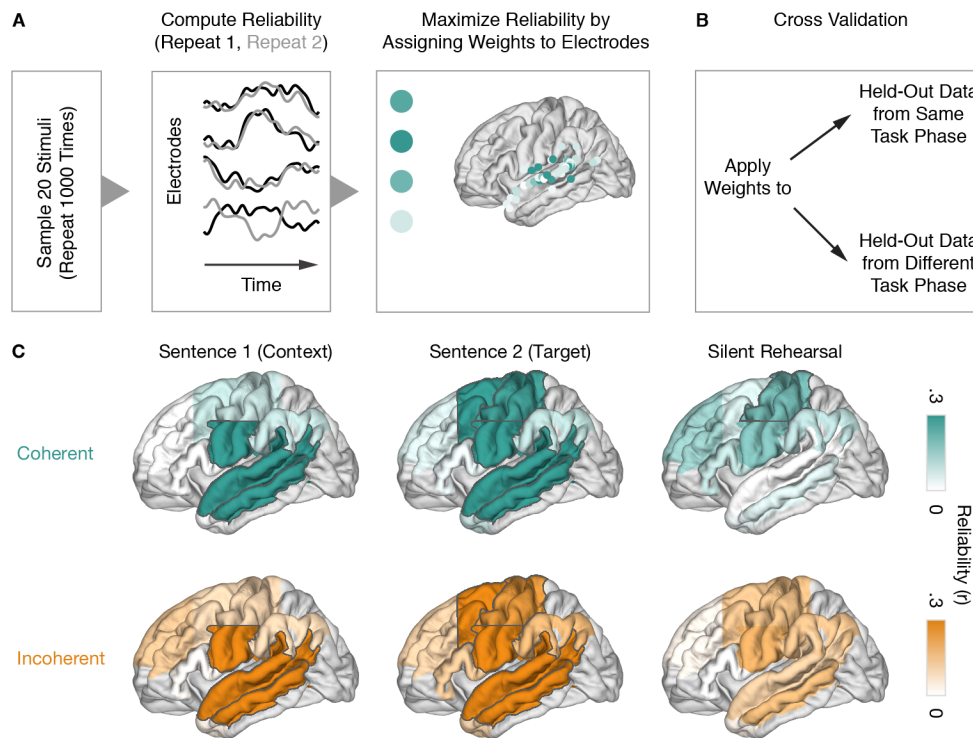 A
Compute Reliability
(Repeat 1, Repeat 2)
Maximize Reliability by
Assigning Weights to Electrodes
B
Cross Validation
Sample 20 Stimuli
(Repeat 1000 Times)
Electrodes
Time
Apply
Weights to
Held-Out Data
from Same
Task Phase
Held-Out Data
from Different
Task Phase
C
Sentence 1 (Context)
Sentence 2 (Target)
Silent Rehearsal
Coherent
Incoherent
.3
0
Reliability (r)
.3
0